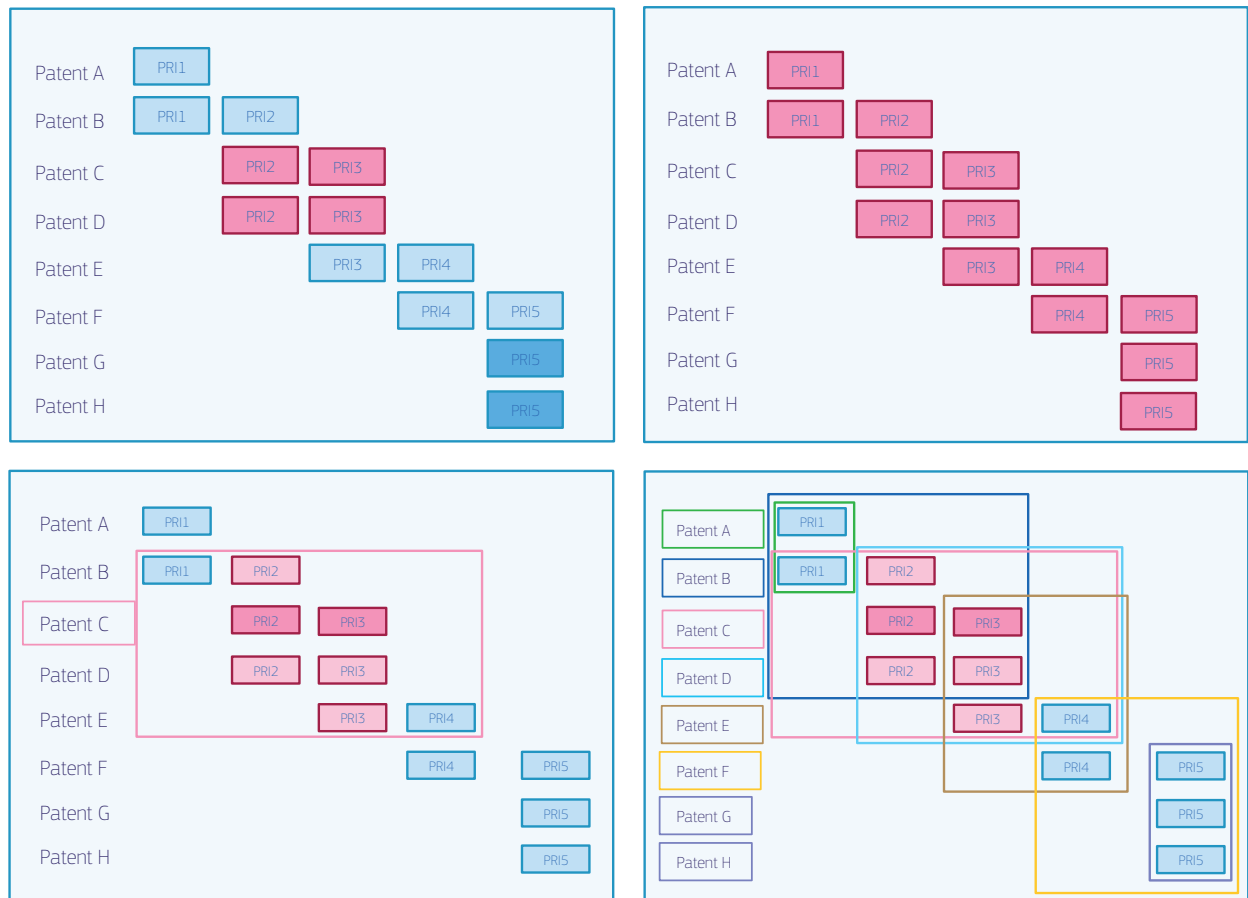 Patent A PRI1
Patent B PRI1 PRI2
Patent C PRI2 PRI3
Patent D PRI2 PRI3
Patent E PRI3 PRI4
Patent F PRI4 PRI5
Patent G PRI5
Patent H PRI5
Patent A PRI1
Patent B PRI1 PRI2
Patent C PRI2 PRI3
Patent D PRI2 PRI3
Patent E PRI3 PRI4
Patent F PRI4 PRI5
Patent G PRI5
Patent H PRI5
Patent A PRI1
Patent B PRI1 PRI2
Patent C PRI2 PRI3
Patent D PRI2 PRI3
Patent E PRI3 PRI4
Patent F PRI4 PRI5
Patent G PRI5
Patent H PRI5
Patent A PRI1
Patent B PRI1 PRI2
Patent C PRI2 PRI3
Patent D PRI2 PRI3
Patent E PRI3 PRI4
Patent F PRI4 PRI5
Patent G PRI5
Patent H PRI5